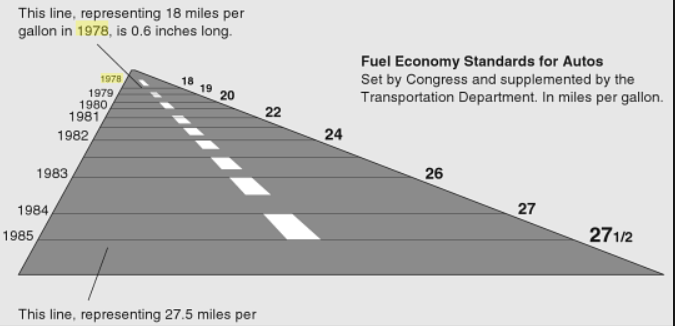 This line, representing 18 miles per
gallon in 1978, is 0.6 inches long.
Fuel Economy Standards for Autos
Set by Congress and supplemented by the
Transportation Department. In miles per gallon.
1978
18
1979
19
1980
20
1981
22
1982
24
1983
26
1984
27
1985
27 1/2
This line, representing 27.5 miles per